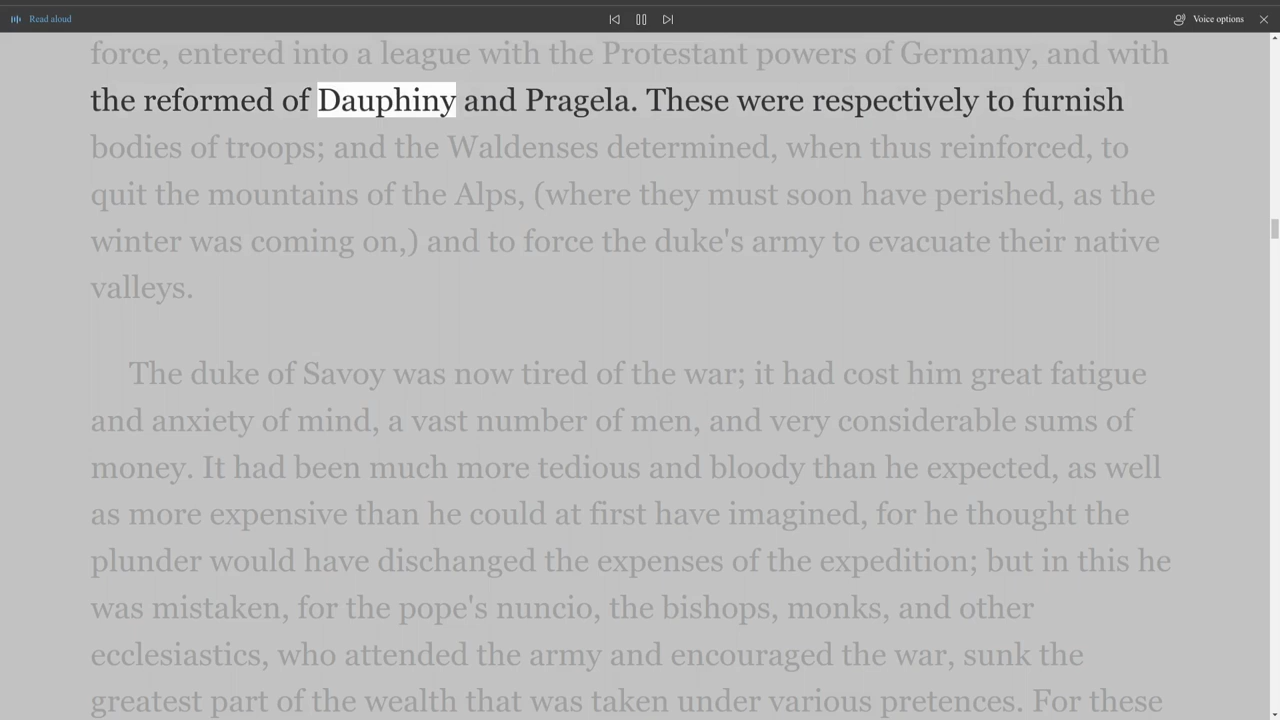 Read aloud
Voice options
force, entered into a league with the Protestant powers of Germany, and with
the reformed of Dauphiny and Pragela. These were respectively to furnish
bodies of troops; and the Waldenses determined, when thus reinforced, to
quit the mountains of the Alps, (where they must soon have perished, as the
winter was coming on,) and to force the duke's army to evacuate their native
valleys.
The duke of Savoy was now tired of the war; it had cost him great fatigue
and anxiety of mind, a vast number of men, and very considerable sums of
money. It had been much more tedious and bloody than he expected, as well
as more expensive than he could at first have imagined, for he thought the
plunder would have dischanged the expenses of the expedition; but in this he
was mistaken, for the pope's nuncio, the bishops, monks, and other
ecclesiastics, who attended the army and encouraged the war, sunk the
greatest part of the wealth that was taken under various pretences. For these